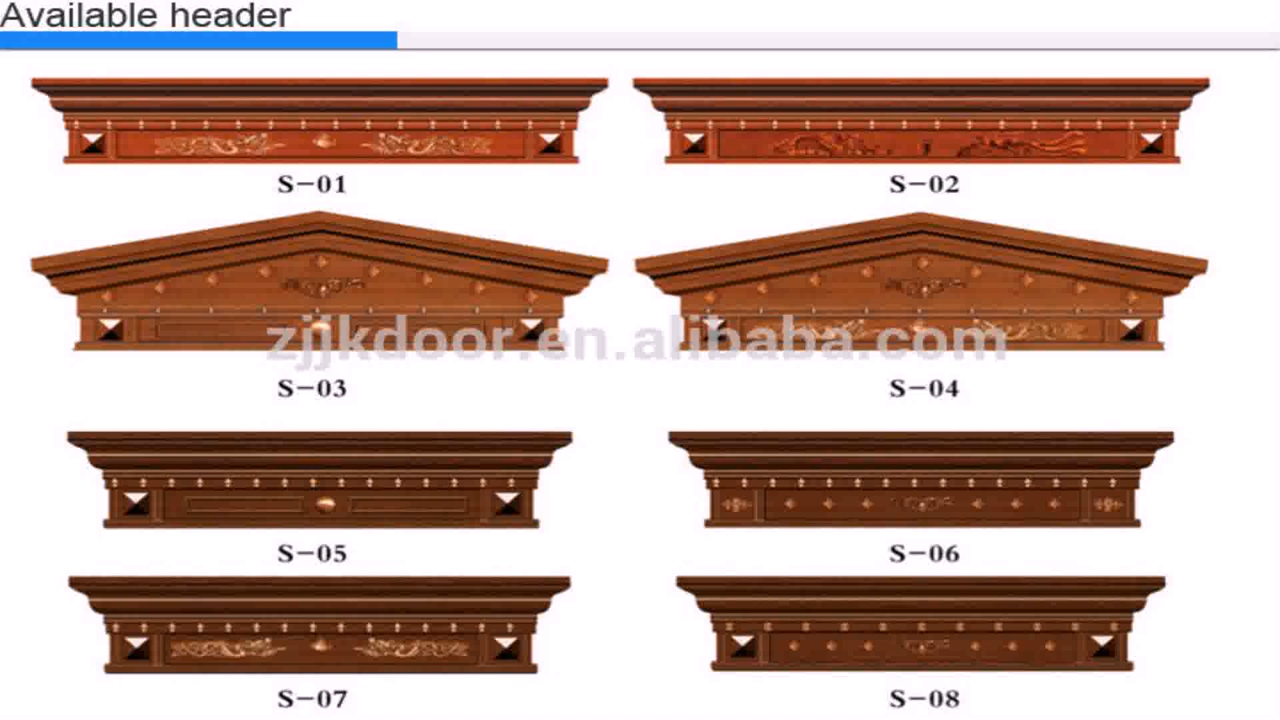 Available header
S-01
S-02
S-03
S-04
zjjkdoor.en.alibaba.com
S-05
S-06
S-07
S-08